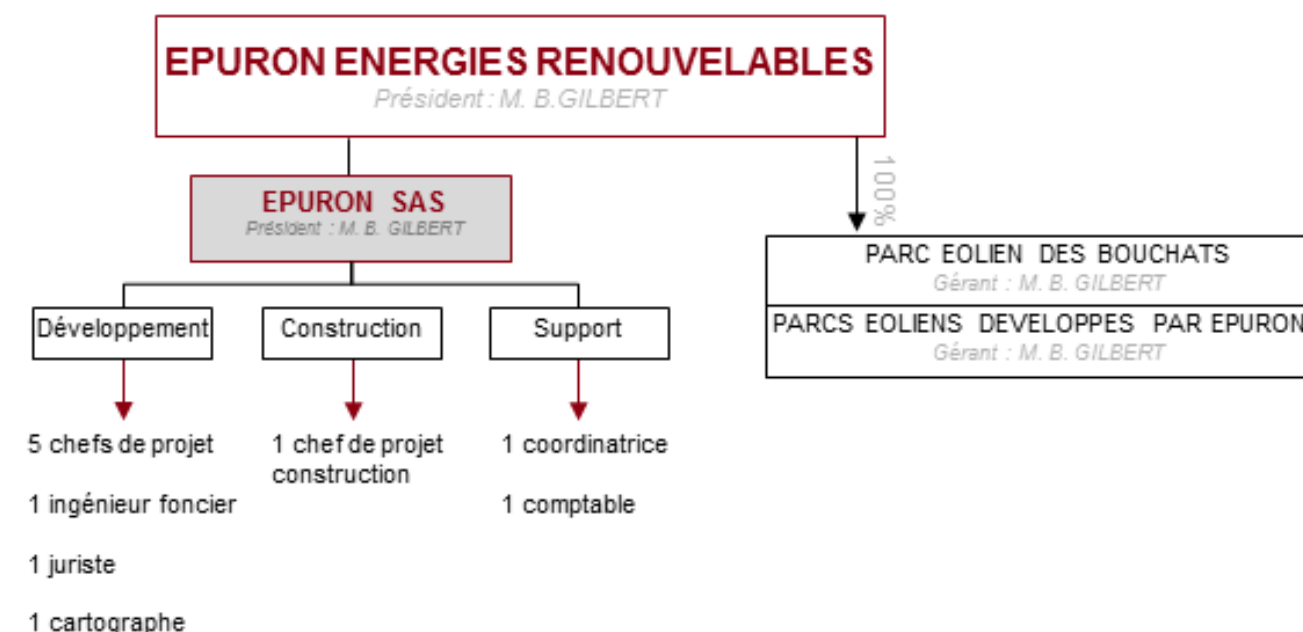 EPURON ENERGIES RENOUVELABLES
Président : M. B.GILBERT
100%
EPURON SAS
Président : M. B. GILBERT
PARC EOLIEN DES BOUCHATS
Gérant : M. B. GILBERT
PARCS EOLIENS DEVELOPPES PAR EPURON
Gérant : M. B. GILBERT
Développement
Construction
Support
5 chefs de projet
1 ingénieur foncier
1 juriste
1 cartographe
1 chef de projet
construction
1 coordinatrice
1 comptable